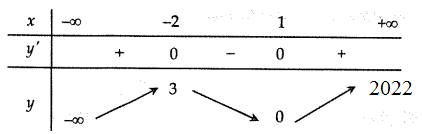 x −∞ −2 1 +∞
y′ + 0 − 0 +
3 2022
y
−∞ 0